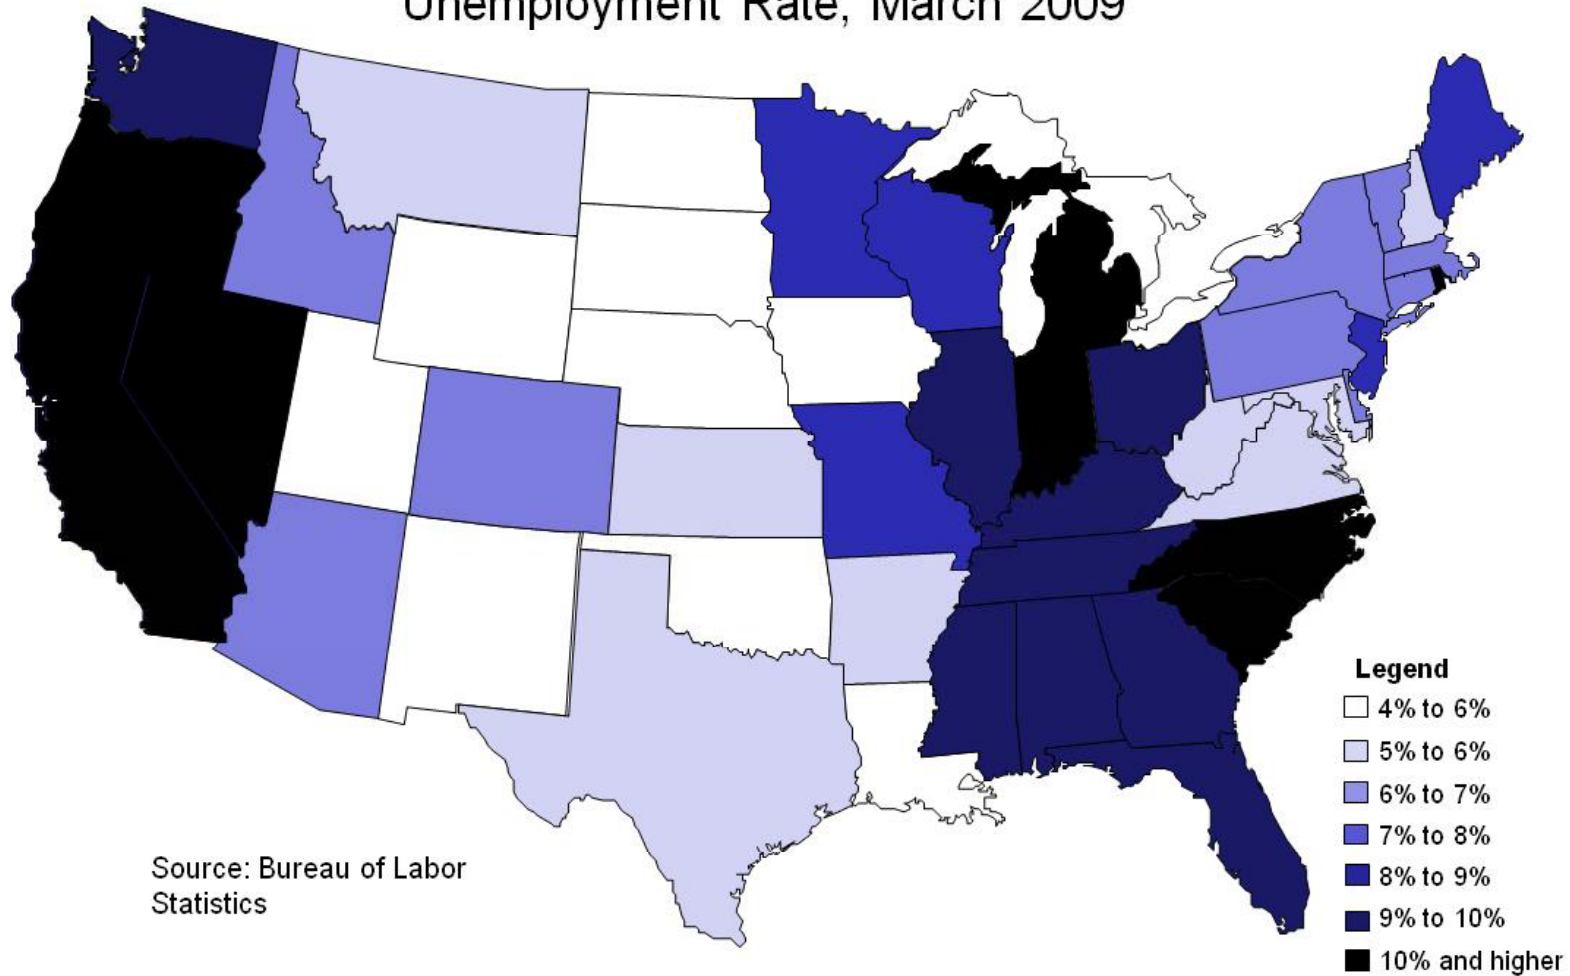 Unemployment Rate, March 2009
Legend
4% to 6%
5% to 6%
6% to 7%
7% to 8%
8% to 9%
9% to 10%
10% and higher
Source: Bureau of Labor
Statistics